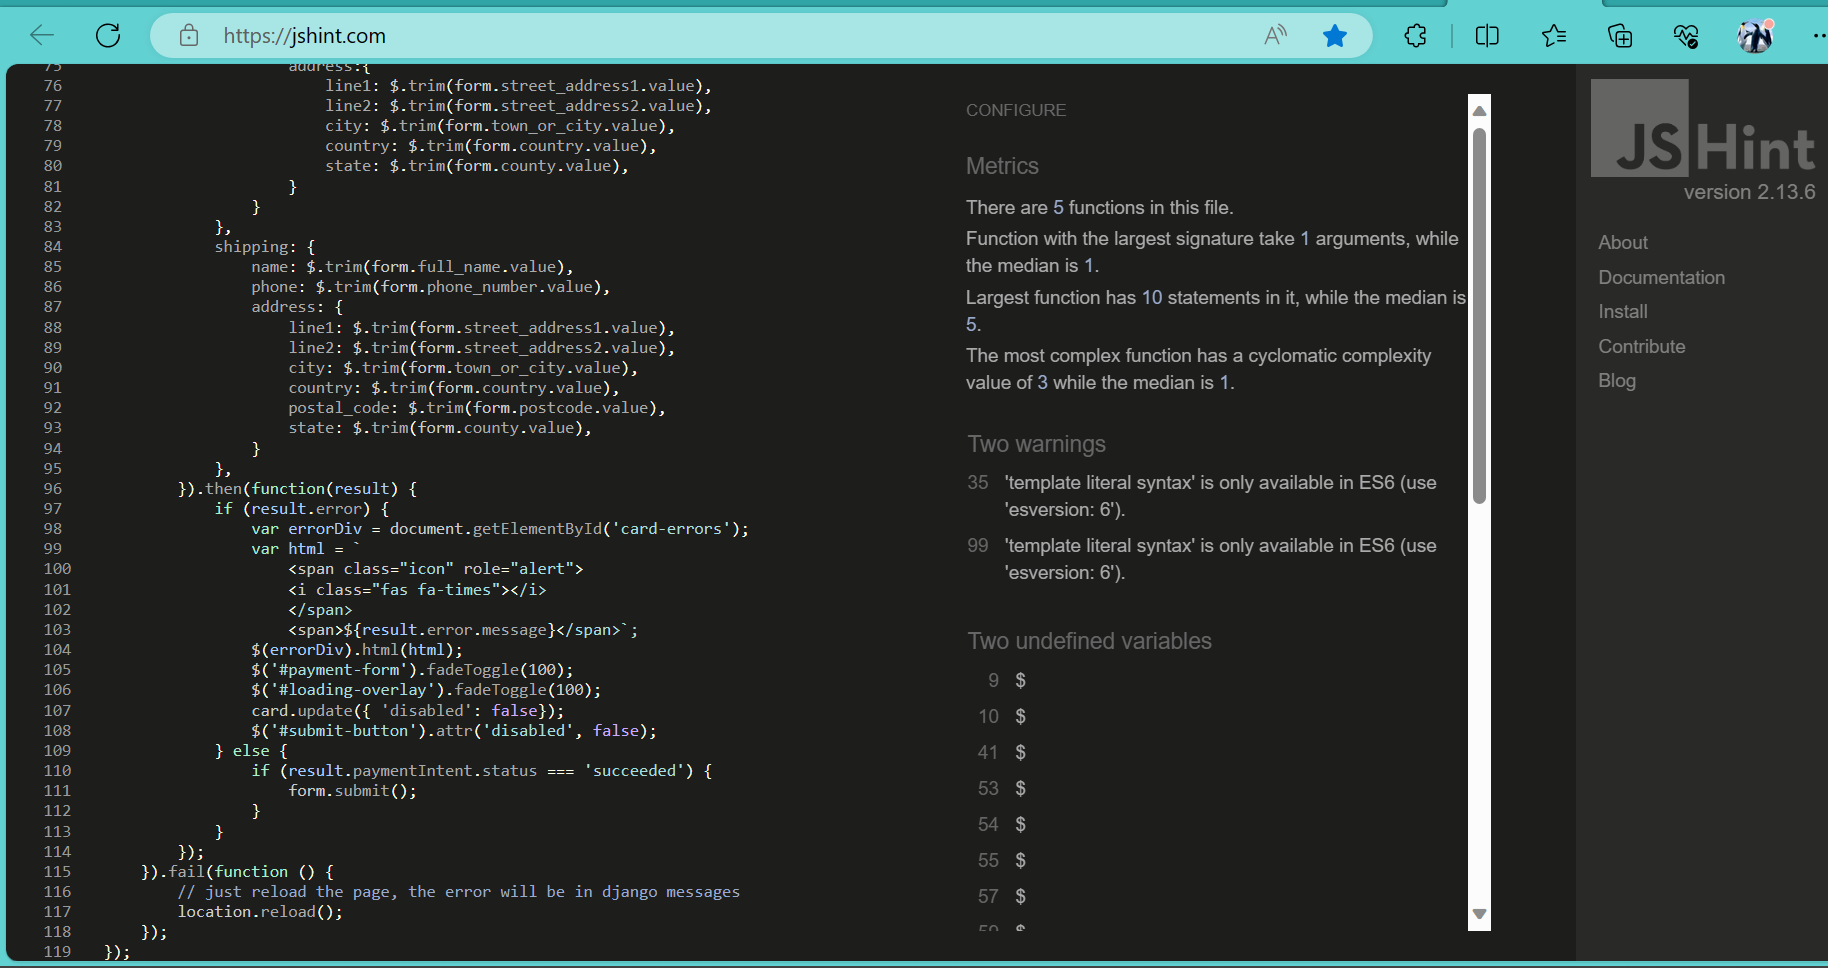 https://jshint.com
75 address:{
76 line1: $.trim(form.street_address1.value),
77 line2: $.trim(form.street_address2.value),
78 city: $.trim(form.town_or_city.value),
79 country: $.trim(form.country.value),
80 state: $.trim(form.county.value),
81 }
82 }
83 },
84 shipping: {
85 name: $.trim(form.full_name.value),
86 phone: $.trim(form.phone_number.value),
87 address: {
88 line1: $.trim(form.street_address1.value),
89 line2: $.trim(form.street_address2.value),
90 city: $.trim(form.town_or_city.value),
91 country: $.trim(form.country.value),
92 postal_code: $.trim(form.postcode.value),
93 state: $.trim(form.county.value),
94 }
95 },
96 }).then(function(result) {
97 if (result.error) {
98 var errorDiv = document.getElementById('card-errors');
99 var html = `
100 <span class="icon" role="alert">
101 <i class="fas fa-times"></i>
102 </span>
103 <span>${result.error.message}</span>`;
104 $(errorDiv).html(html);
105 $('#payment-form').fadeToggle(100);
106 $('#loading-overlay').fadeToggle(100);
107 card.update({ 'disabled': false});
108 $('#submit-button').attr('disabled', false);
109 } else {
110 if (result.paymentIntent.status === 'succeeded') {
111 form.submit();
112 }
113 }
114 });
115 }).fail(function () {
116 // just reload the page, the error will be in django messages
117 location.reload();
118 });
119 });
CONFIGURE
Metrics
There are 5 functions in this file.
Function with the largest signature take 1 arguments, while
the median is 1.
Largest function has 10 statements in it, while the median is
5.
The most complex function has a cyclomatic complexity
value of 3 while the median is 1.
Two warnings
35 'template literal syntax' is only available in ES6 (use
'esversion: 6').
99 'template literal syntax' is only available in ES6 (use
'esversion: 6').
Two undefined variables
9 $
10 $
41 $
53 $
54 $
55 $
57 $
59 $
JSHint
version 2.13.6
About
Documentation
Install
Contribute
Blog